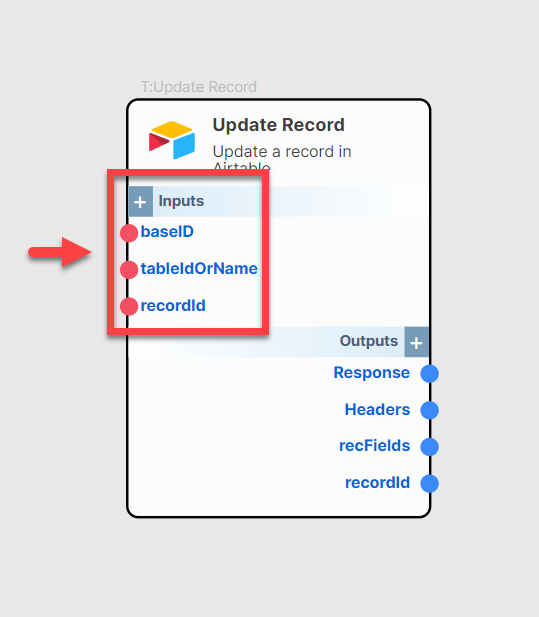 T:Update Record
Update Record
Update a record in
Airtable
+ Inputs
baseID
tableIdOrName
recordId
Outputs +
Response
Headers
recFields
recordId